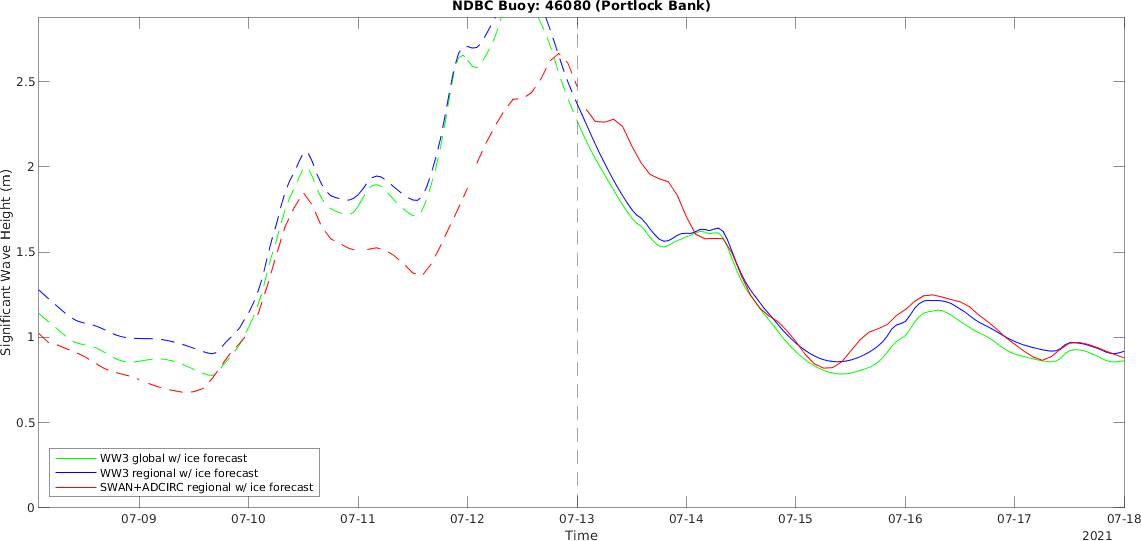 NDBC Buoy: 46080 (Portlock Bank)
Significant Wave Height (m)
2.5
2
1.5
1
0.5
0
WW3 global w/ ice forecast
WW3 regional w/ ice forecast
SWAN+ADCIRC regional w/ ice forecast
07-09 07-10 07-11 07-12 07-13 07-14 07-15 07-16 07-17 07-18
Time
2021